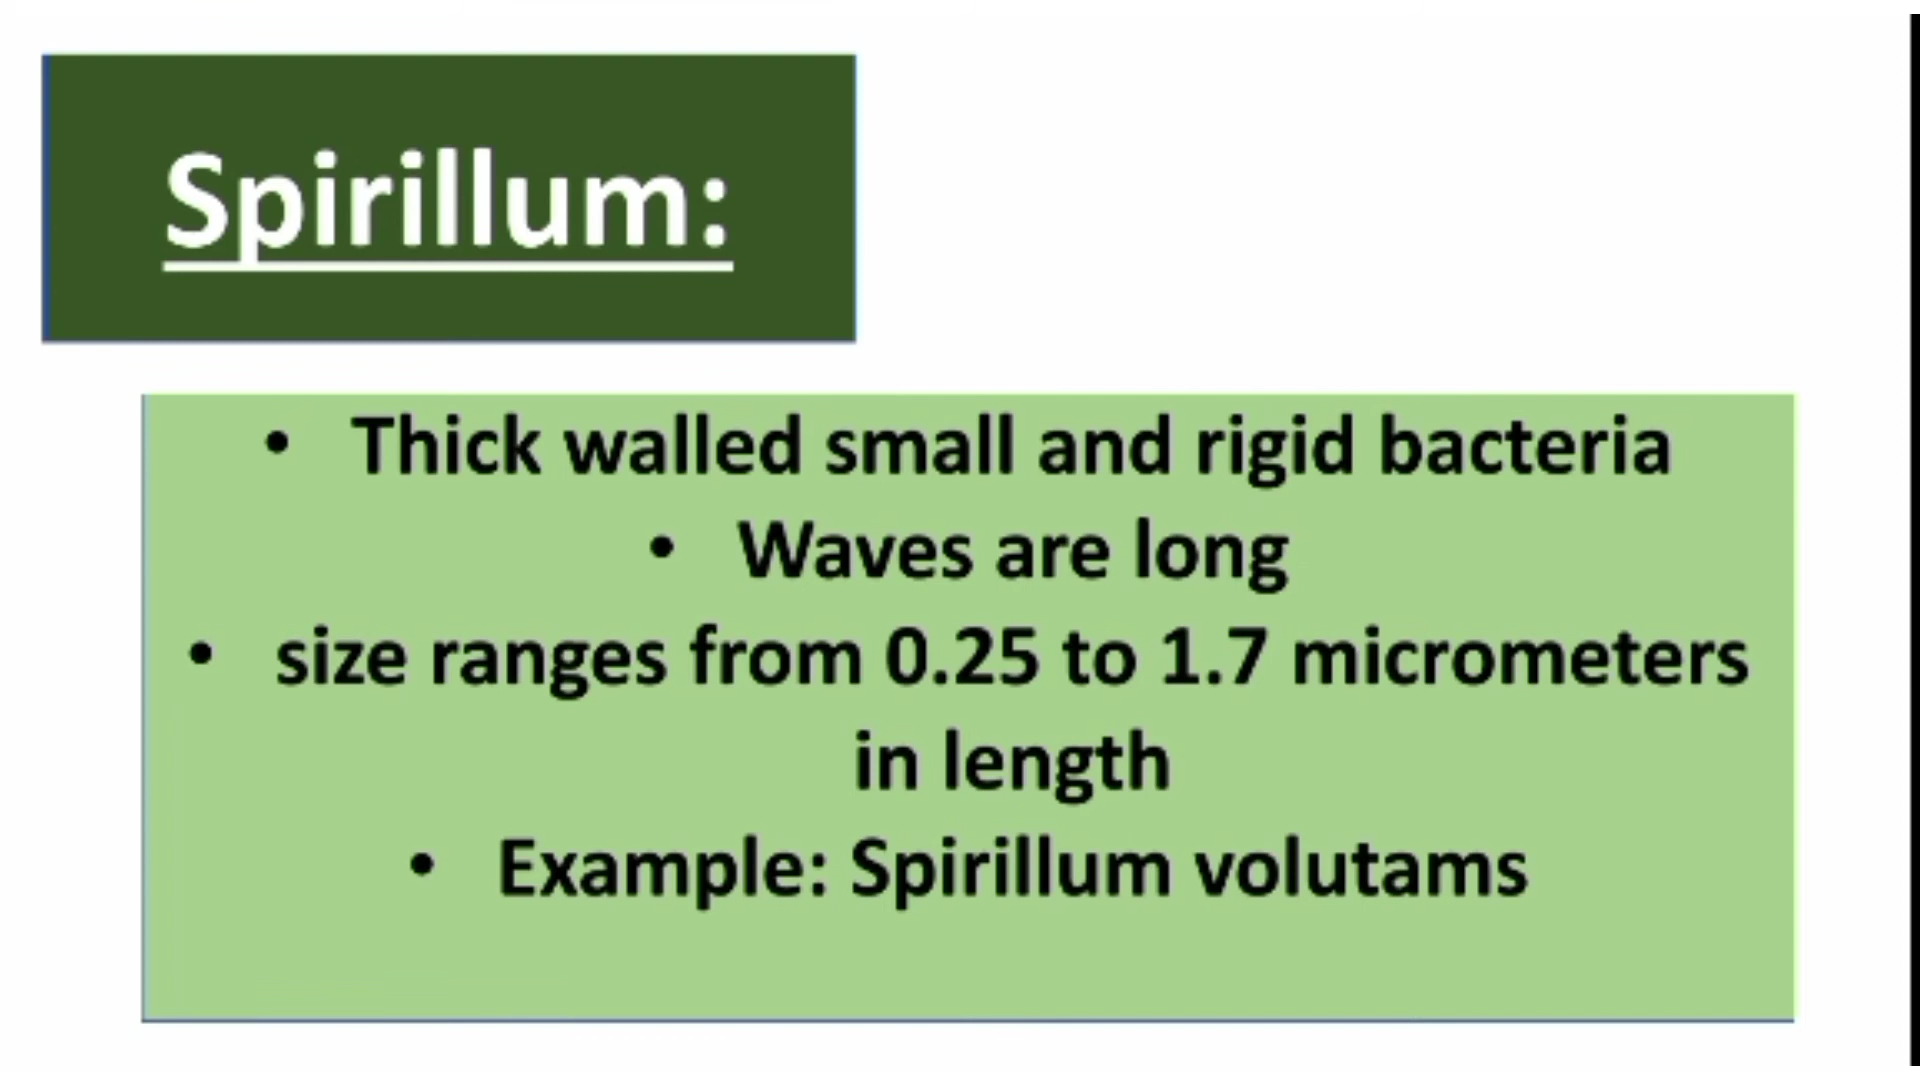 Spirillum:
• Thick walled small and rigid bacteria
• Waves are long
• size ranges from 0.25 to 1.7 micrometers
in length
• Example: Spirillum volutams